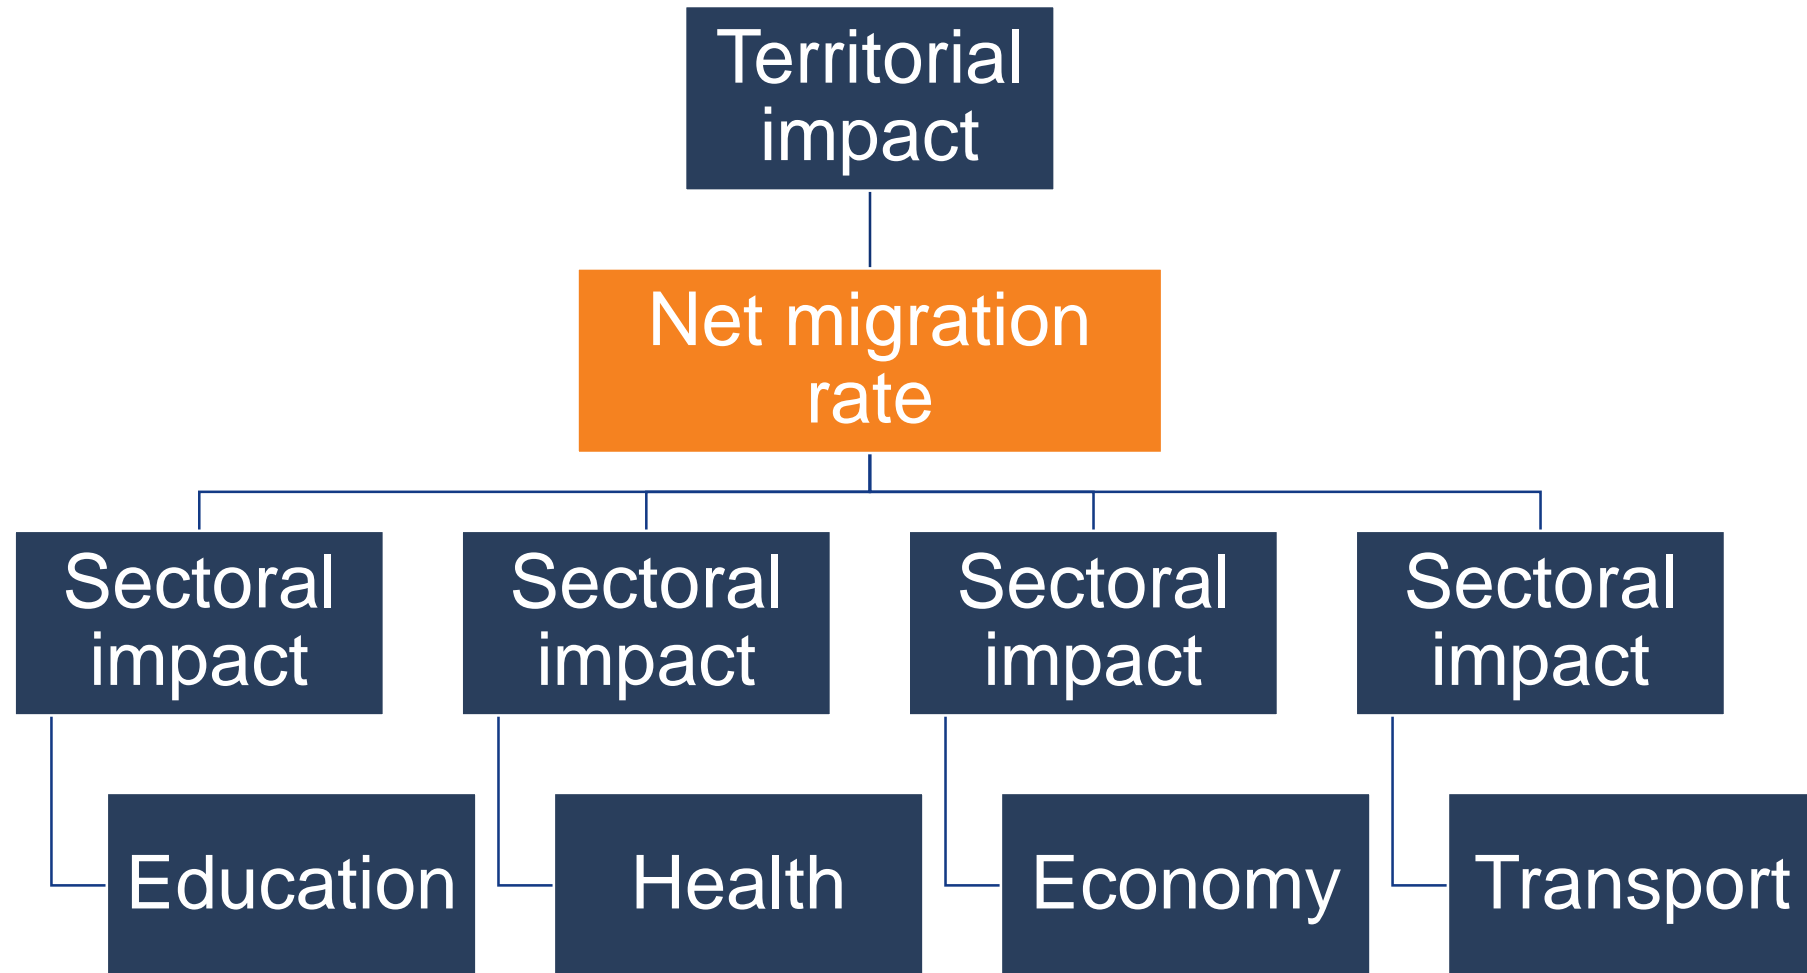 Territorial
impact
Net migration
rate
Sectoral
impact
Sectoral
impact
Sectoral
impact
Sectoral
impact
Education
Health
Economy
Transport